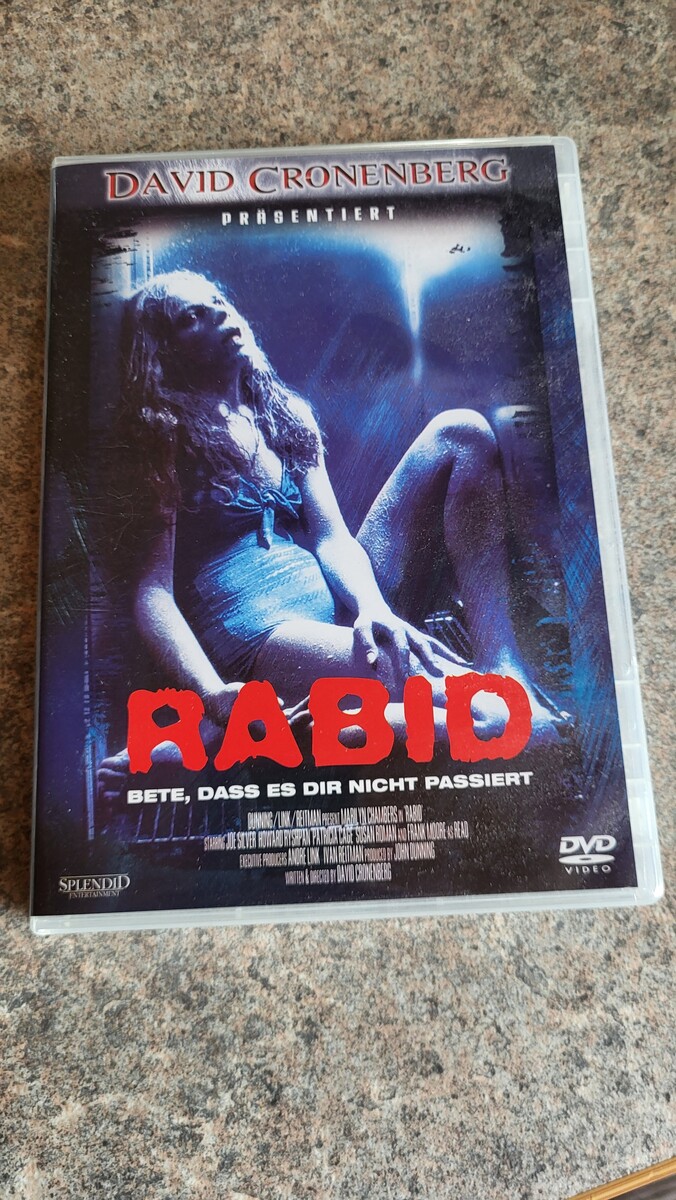 DAVID CRONENBERG
PRÄSENTIERT
RABID
BETE, DASS ES DIR NICHT PASSIERT
DUNNING/LINK/REITMAN PRESENT MARILYN CHAMBERS IN "RABID"
STARRING JOE SILVER HOWARD RYSHPAN PATRICIA GAGE SUSAN ROMAN AND FRANK MOORE AS READ
EXECUTIVE PRODUCERS ANDRE LINK IVAN REITMAN PRODUCED BY JOHN DUNNING
WRITTEN & DIRECTED BY DAVID CRONENBERG
SPLENDID
ENTERTAINMENT
DVD
VIDEO